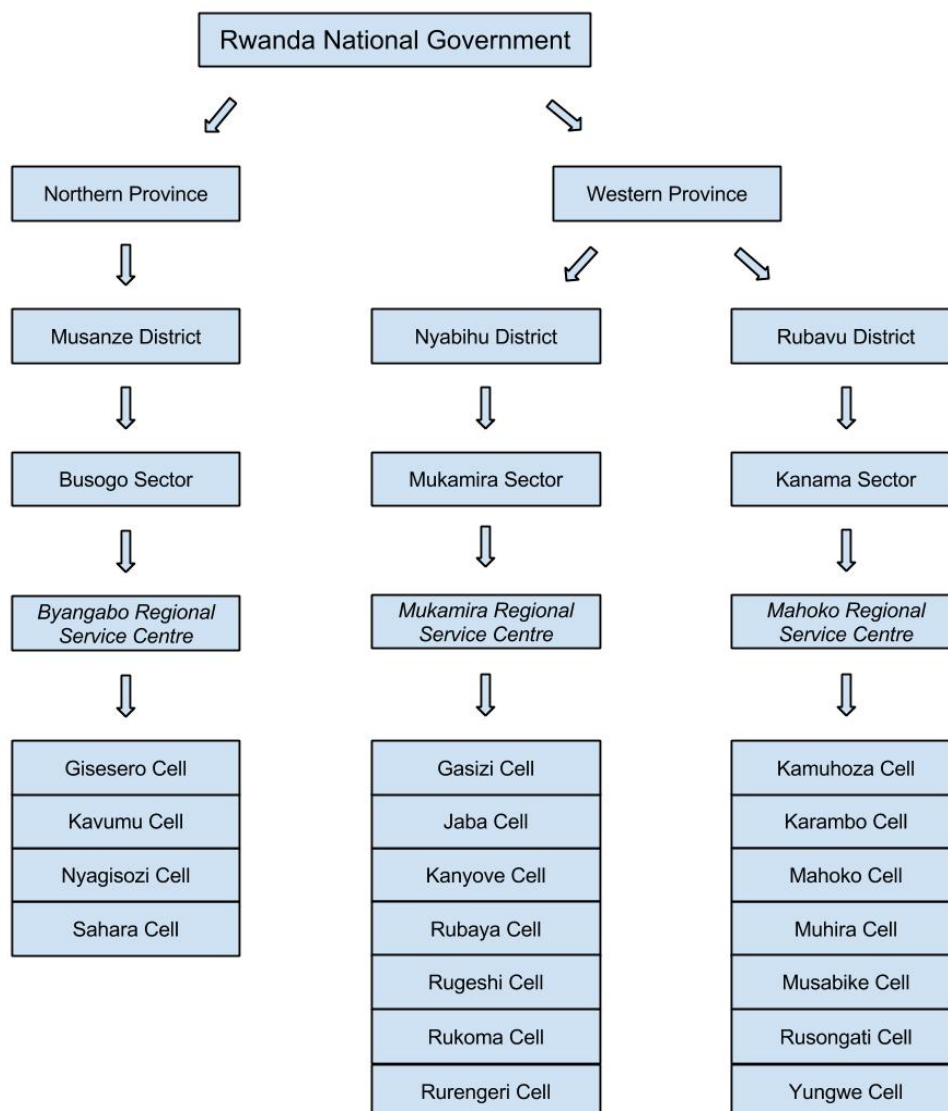 Rwanda National Government
Northern Province
Western Province
Musanze District
Nyabihu District
Rubavu District
Busogo Sector
Mukamira Sector
Kanama Sector
Byangabo Regional
Service Centre
Mukamira Regional
Service Centre
Mahoko Regional
Service Centre
Gisesero Cell
Kavumu Cell
Nyagisozi Cell
Sahara Cell
Gasizi Cell
Jaba Cell
Kanyove Cell
Rubaya Cell
Rugeshi Cell
Rukoma Cell
Rurengeri Cell
Kamuhoza Cell
Karambo Cell
Mahoko Cell
Muhira Cell
Musabike Cell
Rusongati Cell
Yungwe Cell